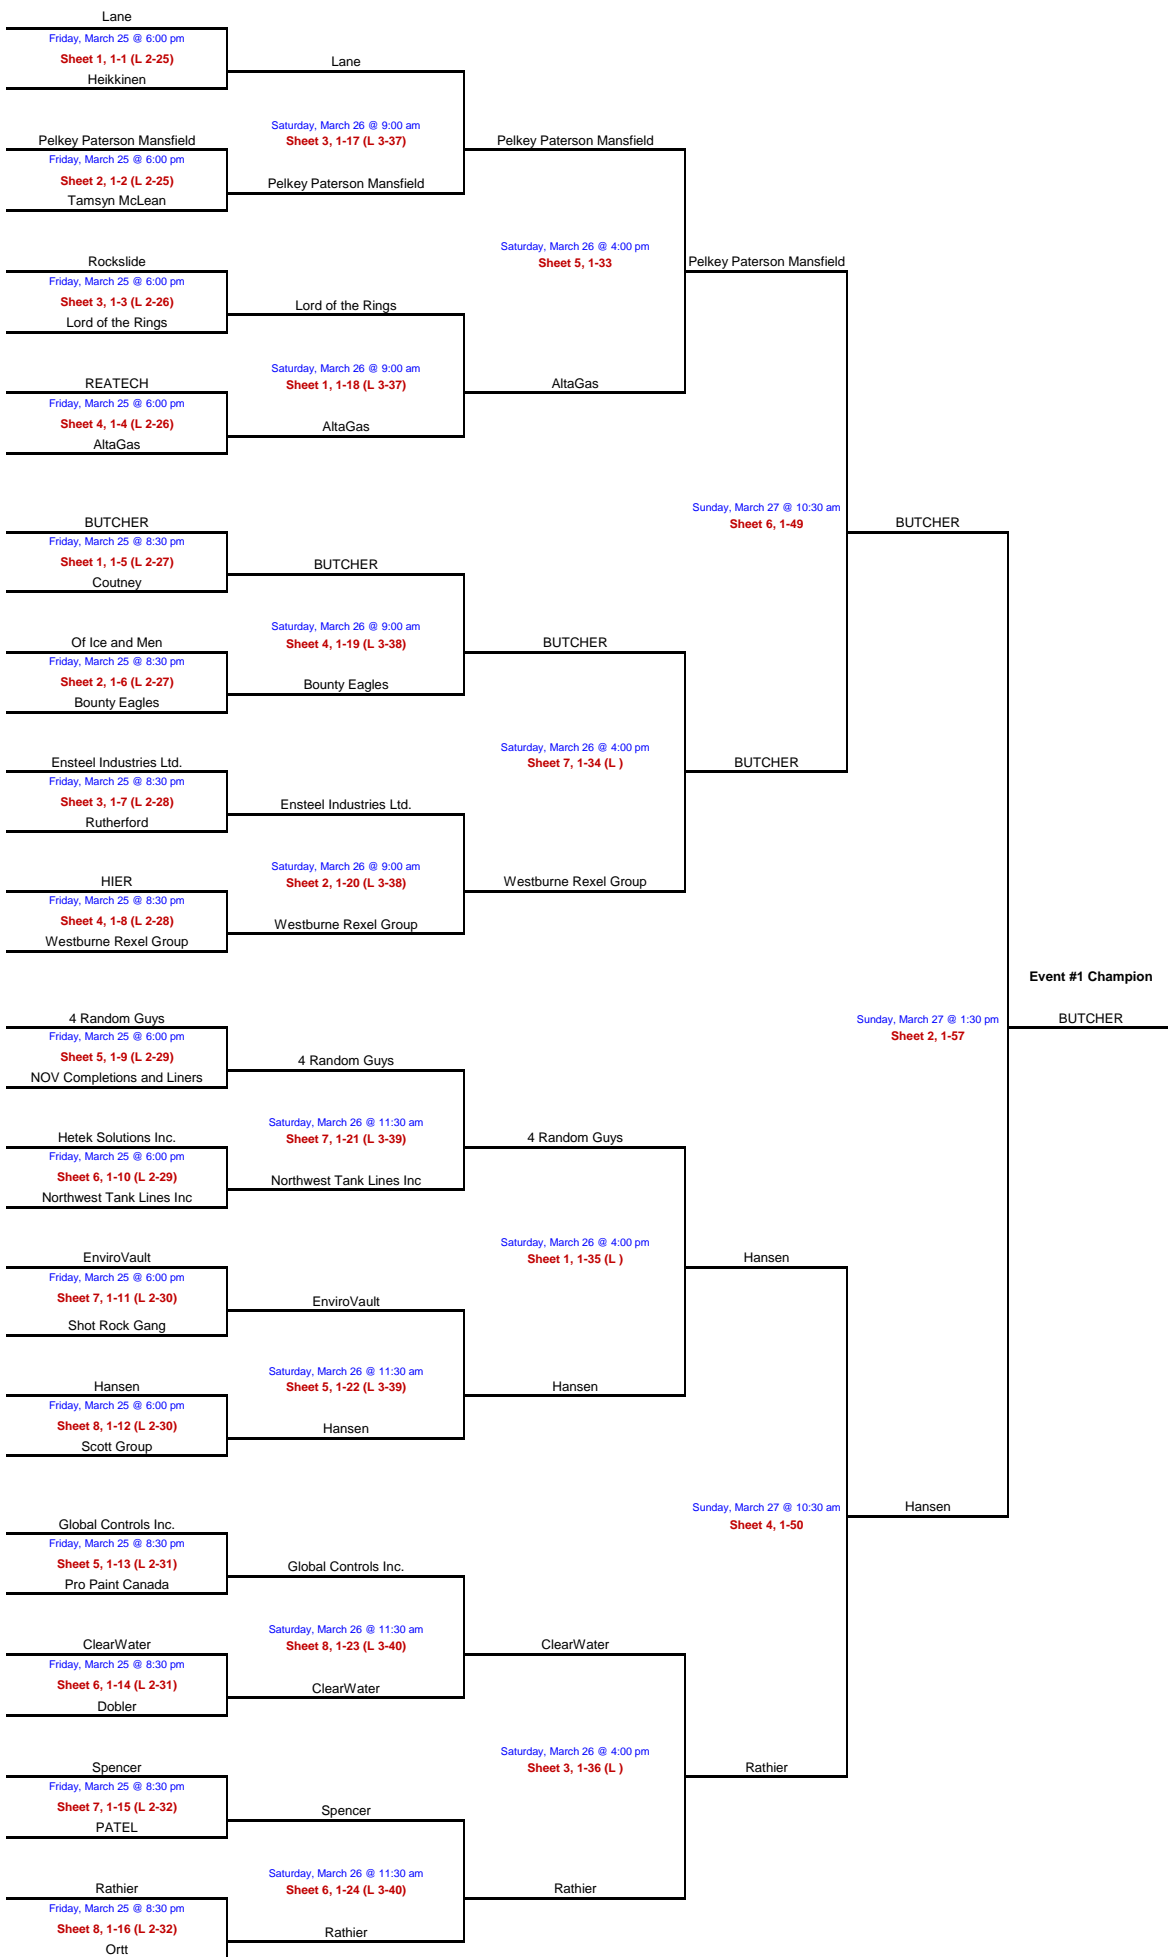 Lane
Friday, March 25 @ 6:00 pm
Sheet 1, 1-1 (L 2-25)
Heikkinen
Lane
Pelkey Paterson Mansfield
Friday, March 25 @ 6:00 pm
Sheet 2, 1-2 (L 2-25)
Tamsyn McLean
Saturday, March 26 @ 9:00 am
Sheet 3, 1-17 (L 3-37)
Pelkey Paterson Mansfield
Pelkey Paterson Mansfield
Rockslide
Friday, March 25 @ 6:00 pm
Sheet 3, 1-3 (L 2-26)
Lord of the Rings
Saturday, March 26 @ 4:00 pm
Sheet 5, 1-33
Pelkey Paterson Mansfield
Lord of the Rings
REATECH
Friday, March 25 @ 6:00 pm
Sheet 4, 1-4 (L 2-26)
AltaGas
Saturday, March 26 @ 9:00 am
Sheet 1, 1-18 (L 3-37)
AltaGas
AltaGas
BUTCHER
Friday, March 25 @ 8:30 pm
Sheet 1, 1-5 (L 2-27)
Coutney
BUTCHER
Sunday, March 27 @ 10:30 am
Sheet 6, 1-49
BUTCHER
Of Ice and Men
Friday, March 25 @ 8:30 pm
Sheet 2, 1-6 (L 2-27)
Bounty Eagles
Saturday, March 26 @ 9:00 am
Sheet 4, 1-19 (L 3-38)
Bounty Eagles
BUTCHER
Ensteel Industries Ltd.
Friday, March 25 @ 8:30 pm
Sheet 3, 1-7 (L 2-28)
Rutherford
Ensteel Industries Ltd.
Saturday, March 26 @ 4:00 pm
Sheet 7, 1-34 (L )
BUTCHER
HIER
Friday, March 25 @ 8:30 pm
Sheet 4, 1-8 (L 2-28)
Westburne Rexel Group
Saturday, March 26 @ 9:00 am
Sheet 2, 1-20 (L 3-38)
Westburne Rexel Group
Westburne Rexel Group
Event #1 Champion
4 Random Guys
Friday, March 25 @ 6:00 pm
Sheet 5, 1-9 (L 2-29)
NOV Completions and Liners
4 Random Guys
Sunday, March 27 @ 1:30 pm
Sheet 2, 1-57
BUTCHER
Hetek Solutions Inc.
Friday, March 25 @ 6:00 pm
Sheet 6, 1-10 (L 2-29)
Northwest Tank Lines Inc
Saturday, March 26 @ 11:30 am
Sheet 7, 1-21 (L 3-39)
Northwest Tank Lines Inc
4 Random Guys
EnviroVault
Friday, March 25 @ 6:00 pm
Sheet 7, 1-11 (L 2-30)
Shot Rock Gang
EnviroVault
Saturday, March 26 @ 4:00 pm
Sheet 1, 1-35 (L )
Hansen
Hansen
Friday, March 25 @ 6:00 pm
Sheet 8, 1-12 (L 2-30)
Scott Group
Saturday, March 26 @ 11:30 am
Sheet 5, 1-22 (L 3-39)
Hansen
Hansen
Global Controls Inc.
Friday, March 25 @ 8:30 pm
Sheet 5, 1-13 (L 2-31)
Pro Paint Canada
Global Controls Inc.
Sunday, March 27 @ 10:30 am
Sheet 4, 1-50
Hansen
ClearWater
Friday, March 25 @ 8:30 pm
Sheet 6, 1-14 (L 2-31)
Dobler
Saturday, March 26 @ 11:30 am
Sheet 8, 1-23 (L 3-40)
ClearWater
ClearWater
Spencer
Friday, March 25 @ 8:30 pm
Sheet 7, 1-15 (L 2-32)
PATEL
Spencer
Saturday, March 26 @ 4:00 pm
Sheet 3, 1-36 (L )
Rathier
Rathier
Friday, March 25 @ 8:30 pm
Sheet 8, 1-16 (L 2-32)
Ortt
Saturday, March 26 @ 11:30 am
Sheet 6, 1-24 (L 3-40)
Rathier
Rathier